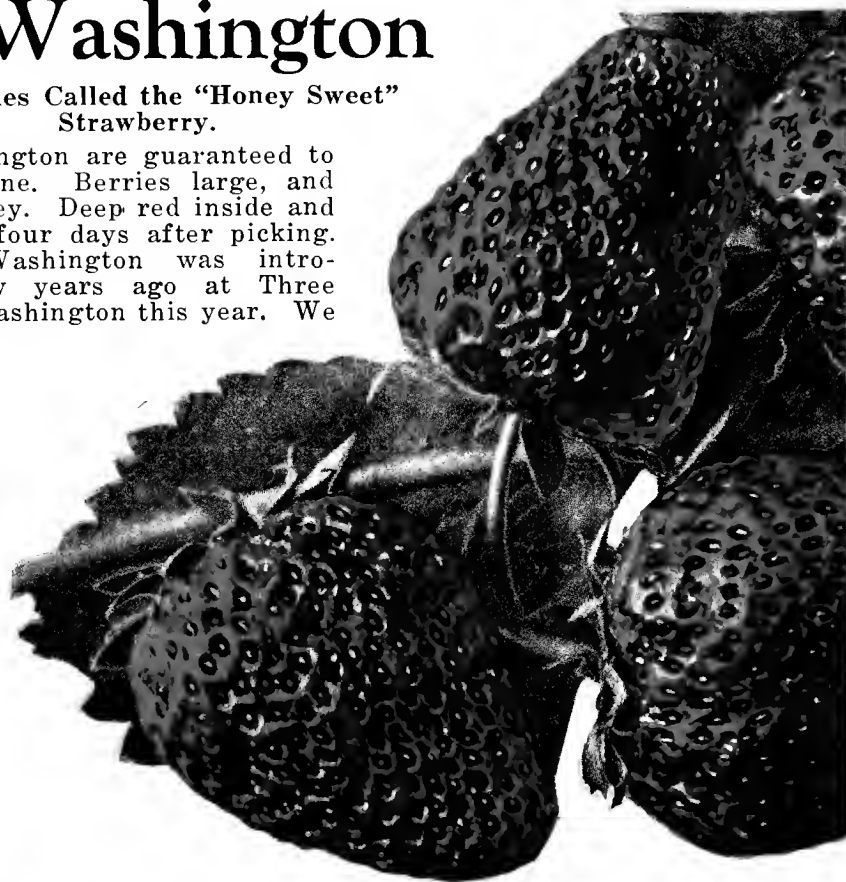 Washington
es Called the “Honey Sweet”
Strawberry.
ngton are guaranteed to
ne. Berries large, and
ey. Deep red inside and
four days after picking.
Washington was intro-
y years ago at Three
ashington this year. We